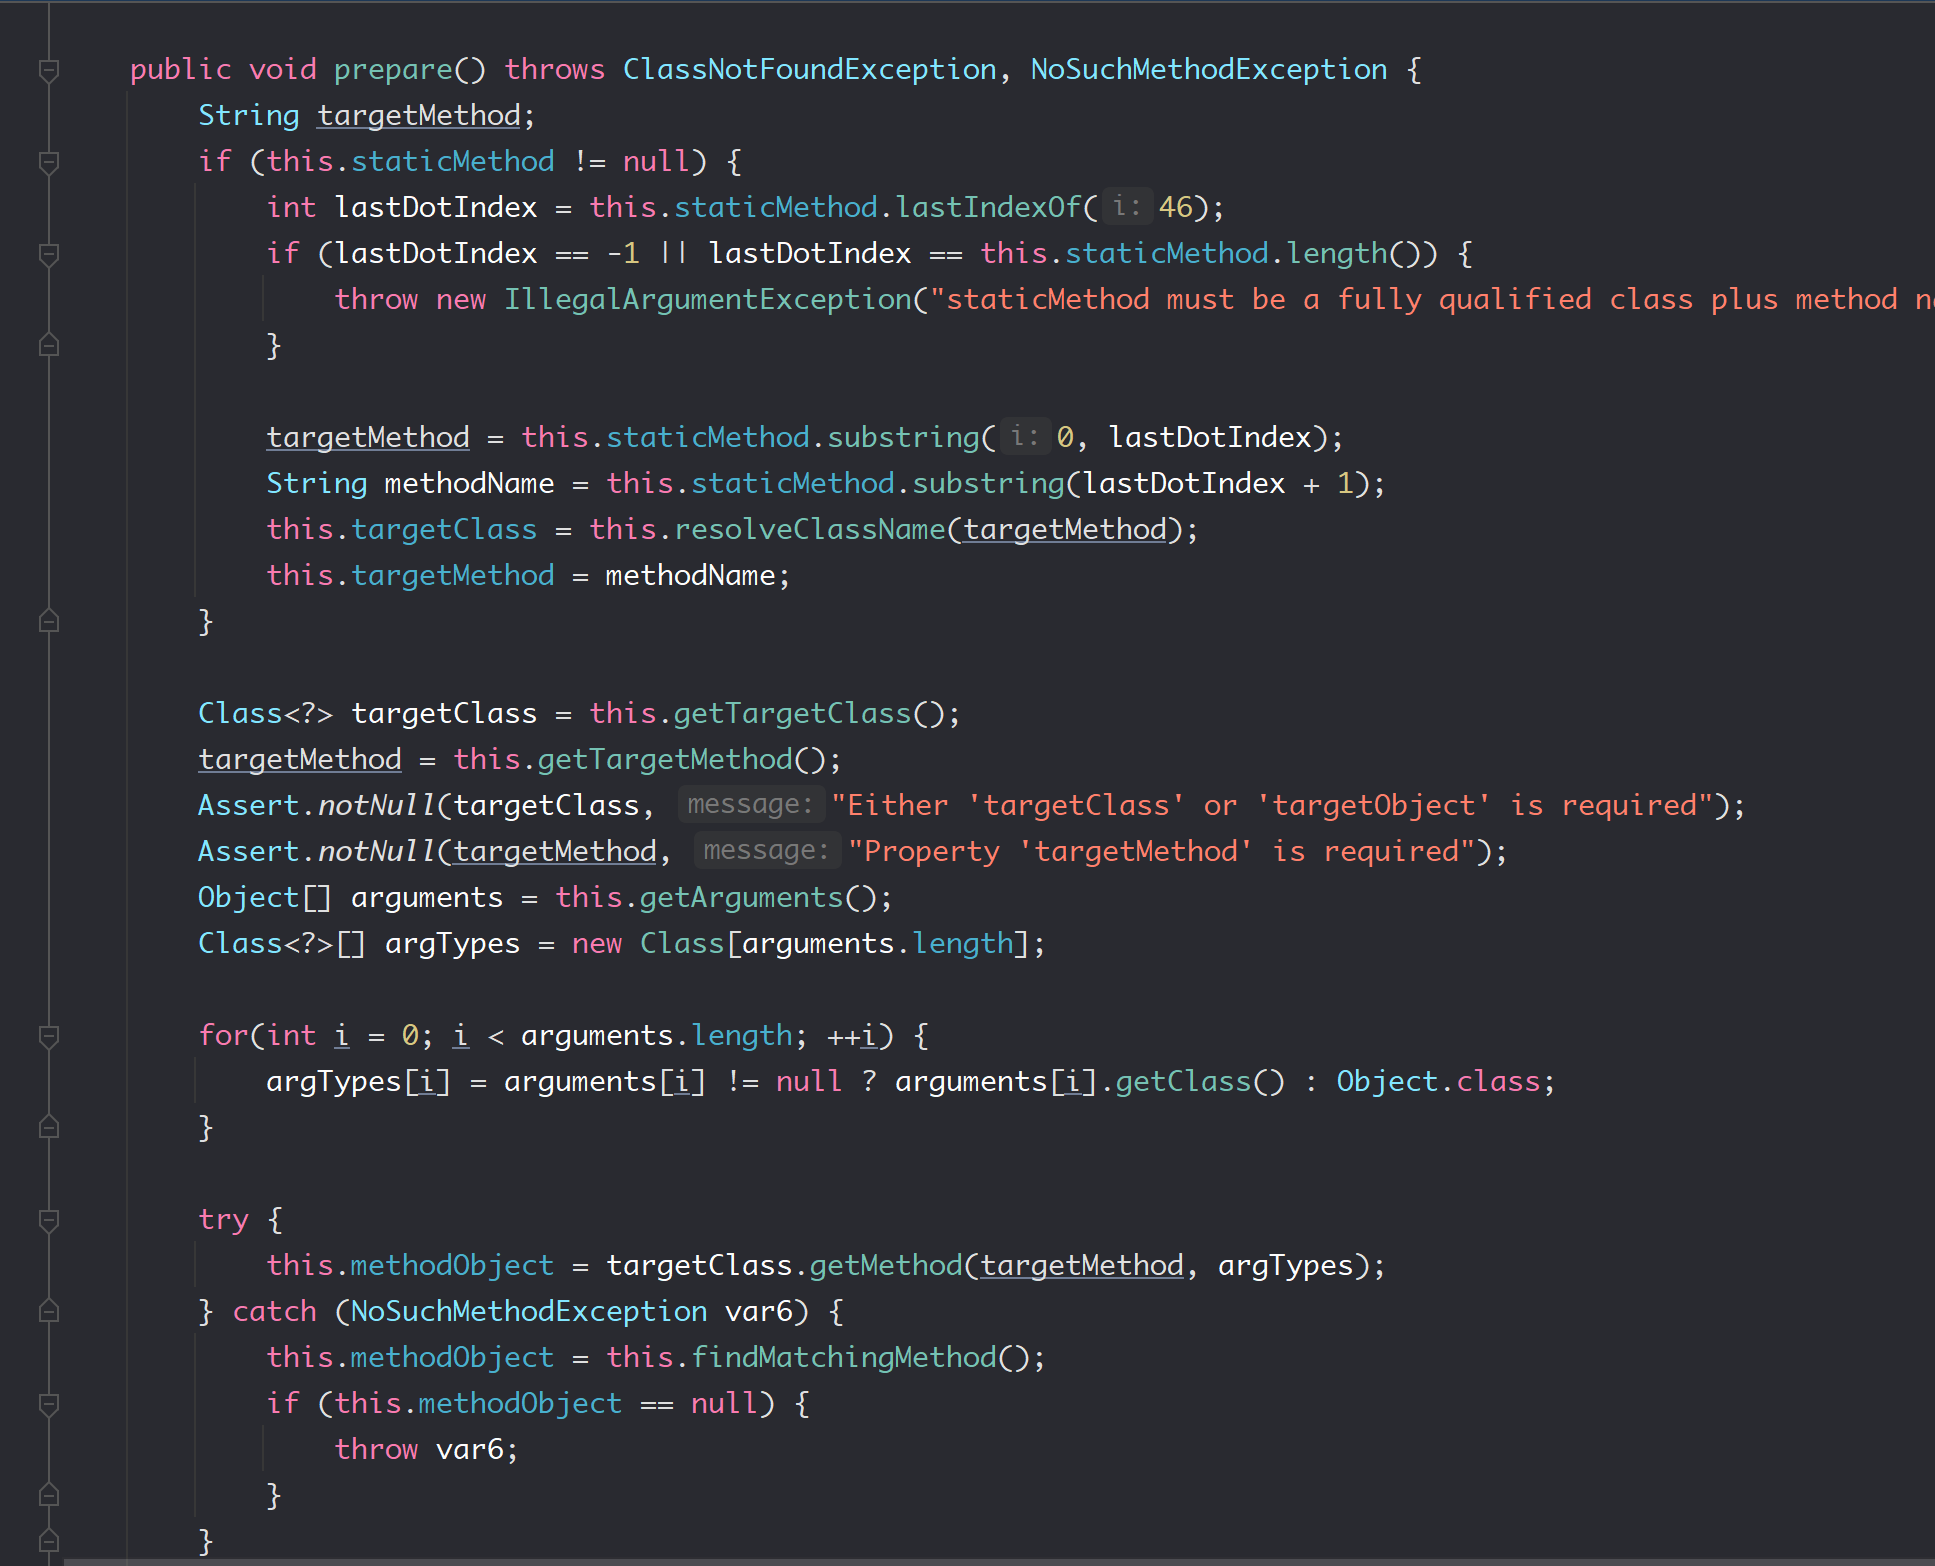 public void prepare() throws ClassNotFoundException, NoSuchMethodException {
String targetMethod;
if (this.staticMethod != null) {
int lastDotIndex = this.staticMethod.lastIndexOf( i: 46);
if (lastDotIndex == -1 || lastDotIndex == this.staticMethod.length()) {
throw new IllegalArgumentException("staticMethod must be a fully qualified class plus method
}
targetMethod = this.staticMethod.substring( i: 0, lastDotIndex);
String methodName = this.staticMethod.substring(lastDotIndex + 1);
this.targetClass = this.resolveClassName(targetMethod);
this.targetMethod = methodName;
}
Class<?> targetClass = this.getTargetClass();
targetMethod = this.getTargetMethod();
Assert.notNull(targetClass, message: "Either 'targetClass' or 'targetObject' is required");
Assert.notNull(targetMethod, message: "Property 'targetMethod' is required");
Object[] arguments = this.getArguments();
Class<?>[] argTypes = new Class[arguments.length];
for(int i = 0; i < arguments.length; ++i) {
argTypes[i] = arguments[i] != null ? arguments[i].getClass() : Object.class;
}
try {
this.methodObject = targetClass.getMethod(targetMethod, argTypes);
} catch (NoSuchMethodException var6) {
this.methodObject = this.findMatchingMethod();
if (this.methodObject == null) {
throw var6;
}
}